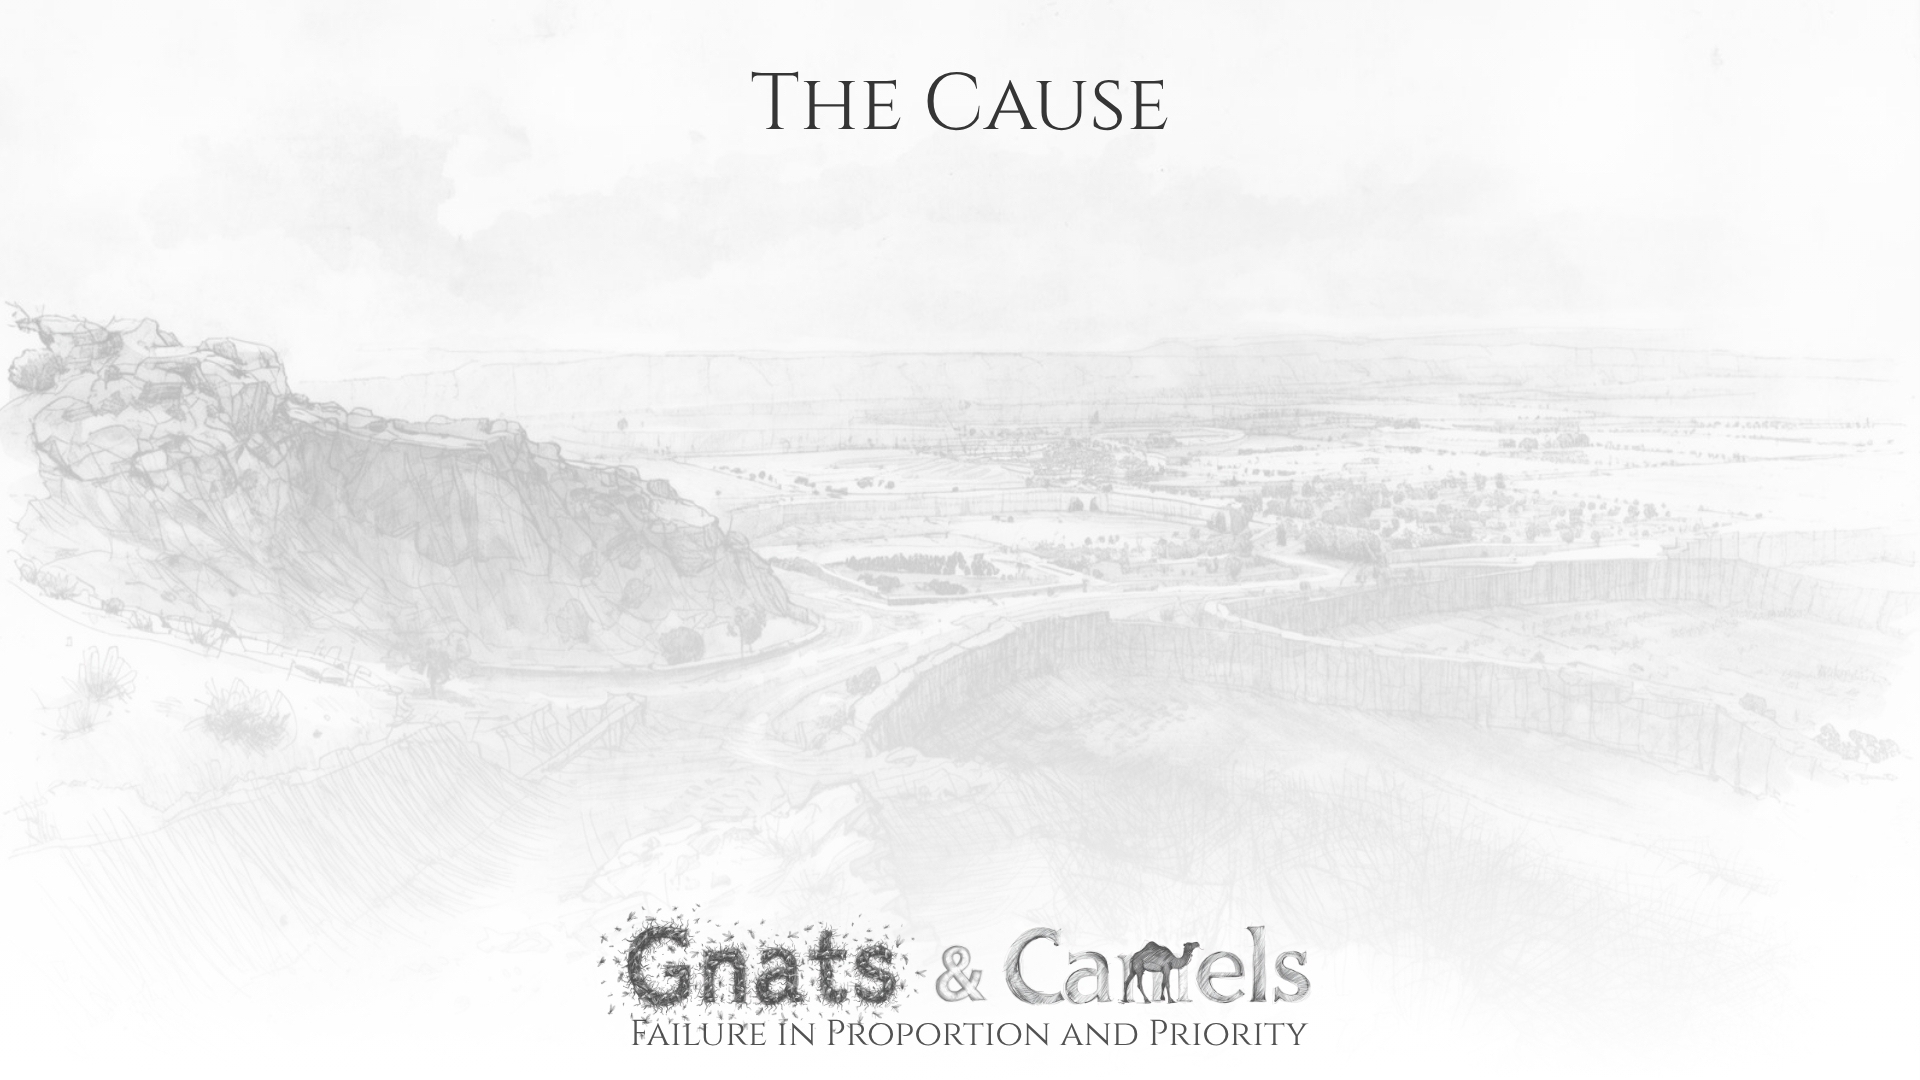 The Cause
Gnats & Camels
Failure in Proportion and Priority